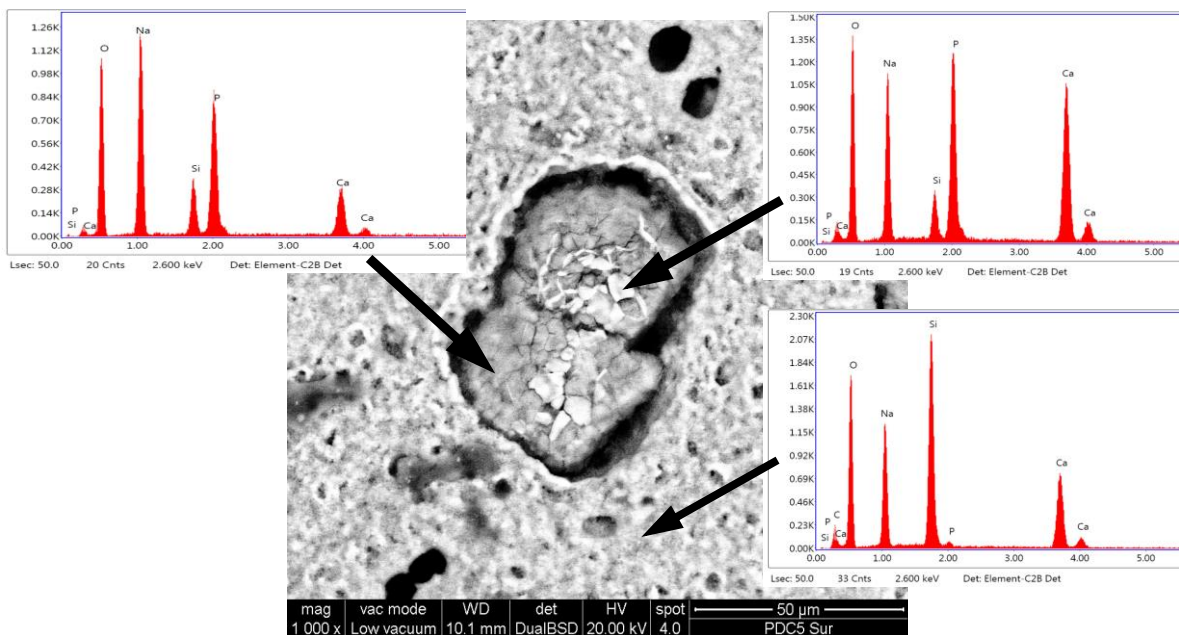 1.26K
1.12K
0.98K
0.84K
0.70K
0.56K
0.42K
0.28K
0.14K
0.00K
O
Na
P
Si
Ca
Ca
P
Si
Ca
0.00 1.00 2.00 3.00 4.00 5.00
Lsec: 50.0 20 Cnts 2.600 keV Det: Element-C2B Det
1.50K
1.35K
1.20K
1.05K
0.90K
0.75K
0.60K
0.45K
0.30K
0.15K
0.00K
O
Na
P
Ca
Si
Ca
P
Si
Ca
0.00 1.00 2.00 3.00 4.00 5.00
Lsec: 50.0 19 Cnts 2.600 keV Det: Element-C2B Det
2.30K
2.07K
1.84K
1.61K
1.38K
1.15K
0.92K
0.69K
0.46K
0.23K
0.00K
Si
O
Na
Ca
P C
Si Ca
P
Ca
0.00 1.00 2.00 3.00 4.00 5.00
Lsec: 50.0 33 Cnts 2.600 keV Det: Element-C2B Det
mag vac mode WD det HV spot 50 µm
1 000 x Low vacuum 10.1 mm DualBSD 20.00 kV 4.0 PDC5 Sur